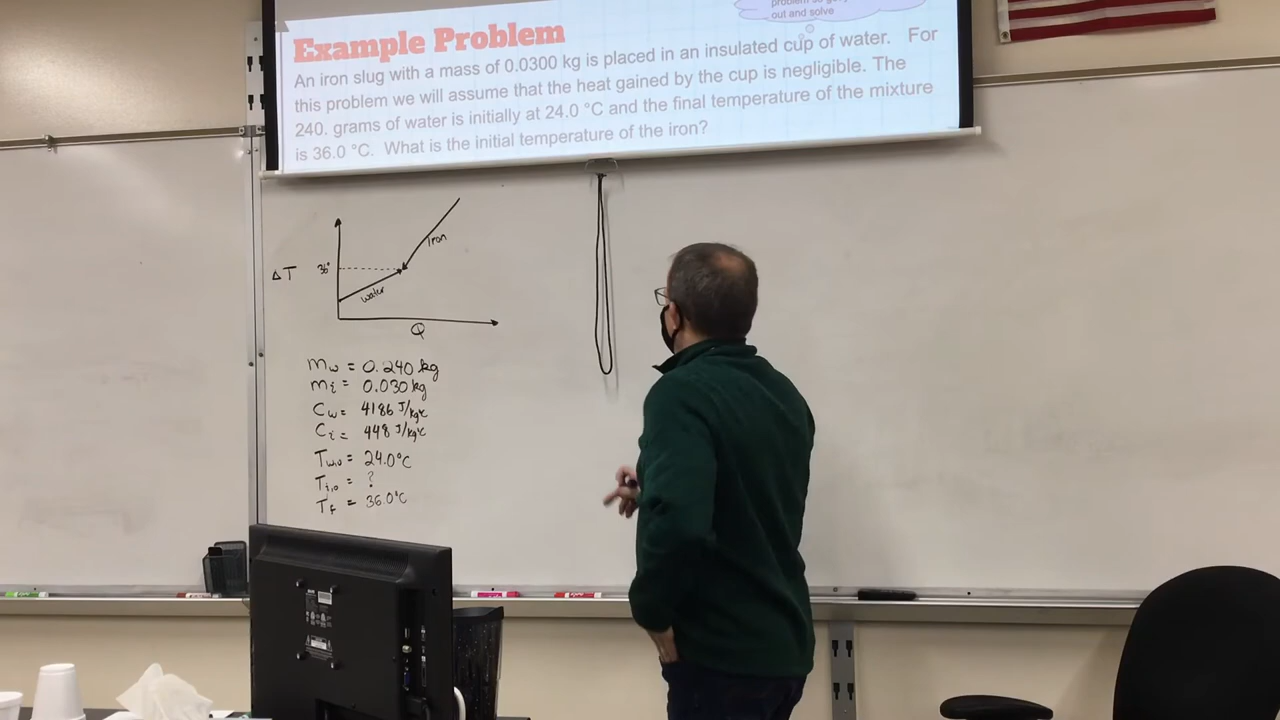 out and solve
Example Problem
An iron slug with a mass of 0.0300 kg is placed in an insulated cup of water. For
this problem we will assume that the heat gained by the cup is negligible. The
240. grams of water is initially at 24.0 °C and the final temperature of the mixture
is 36.0 °C. What is the initial temperature of the iron?
Iron
36°
ΔT
water
Q
mw = 0.240 kg
mi = 0.030 kg
Cw = 4186 J/kg°C
Ci = 448 J/kg°C
Tw,o = 24.0°C
Ti,o = ?
Tf = 36.0°C